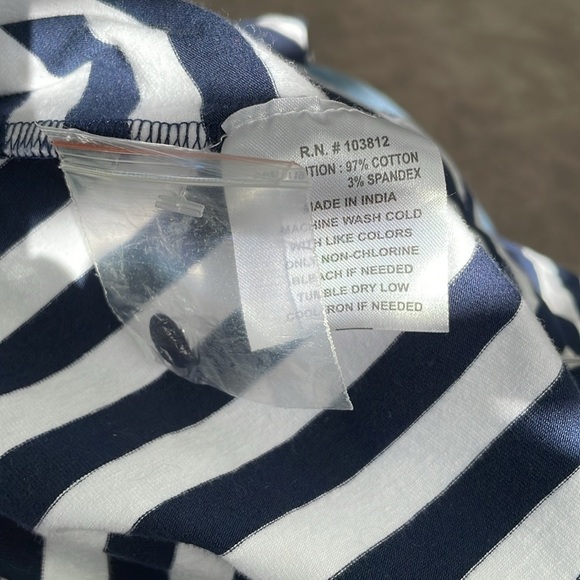 R.N. # 103812
TION : 97% COTTON
3% SPANDEX
MADE IN INDIA
MACHINE WASH COLD
WITH LIKE COLORS
ONLY NON-CHLORINE
BLEACH IF NEEDED
TUMBLE DRY LOW
COOL IRON IF NEEDED